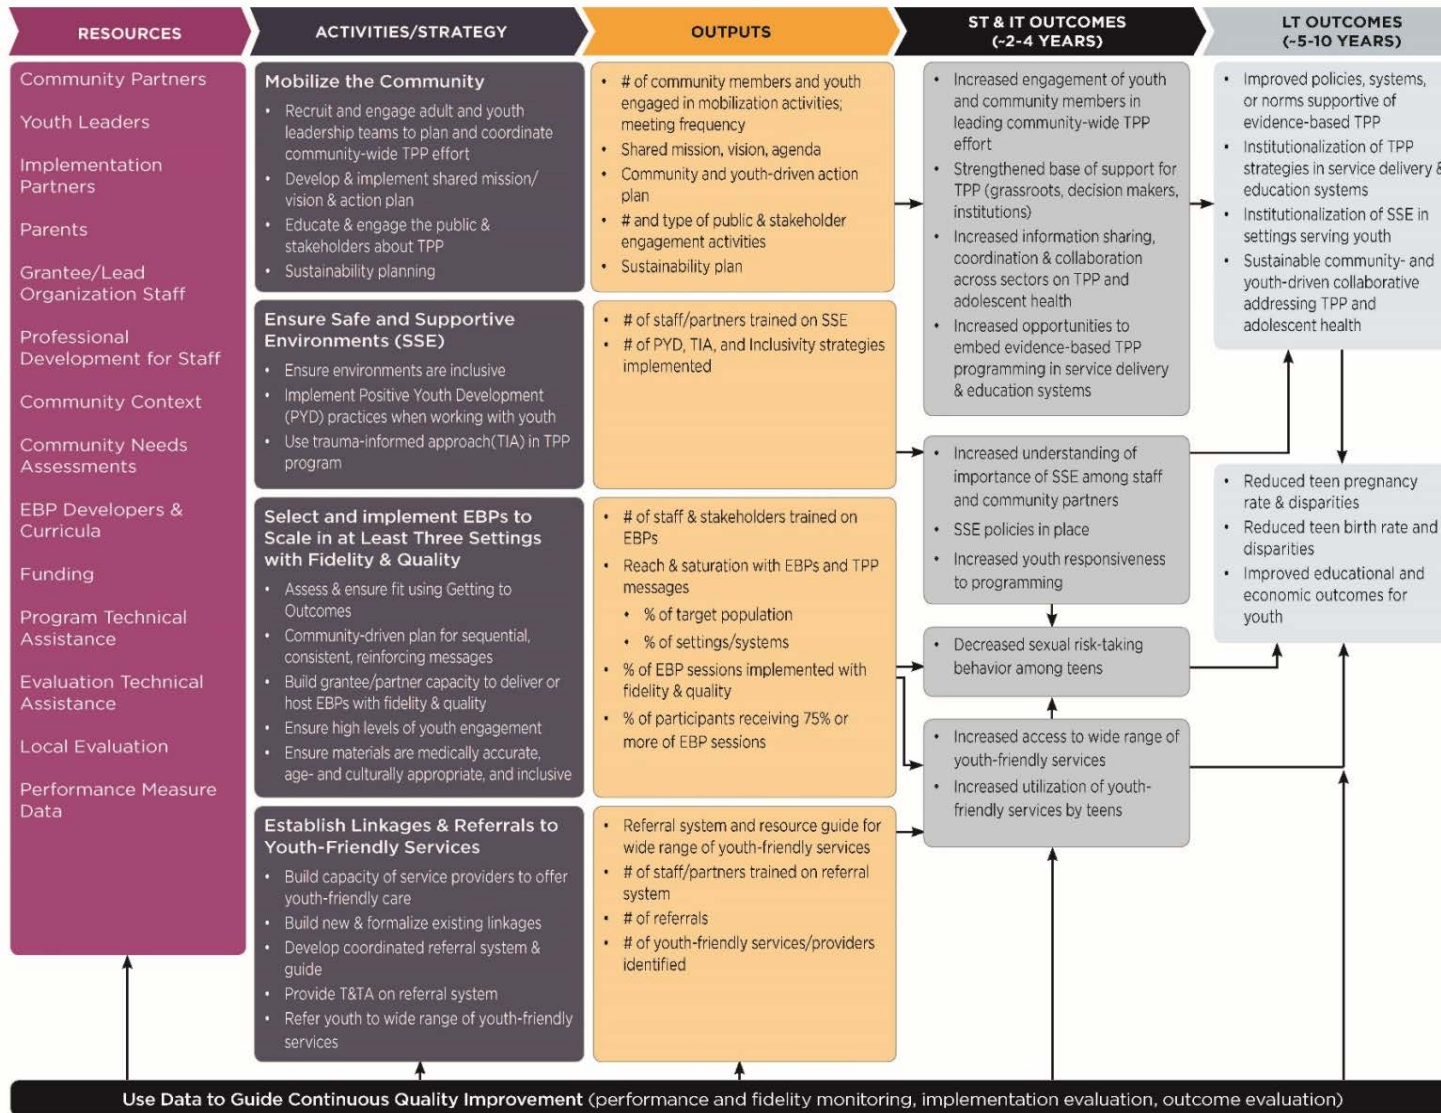 RESOURCES
Community Partners
Youth Leaders
Implementation
Partners
Parents
Grantee/Lead
Organization Staff
Professional
Development for Staff
Community Context
Community Needs
Assessments
EBP Developers &
Curricula
Funding
Program Technical
Assistance
Evaluation Technical
Assistance
Local Evaluation
Performance Measure
Data
ACTIVITIES/STRATEGY
Mobilize the Community
• Recruit and engage adult and youth
leadership teams to plan and coordinate
community-wide TPP effort
• Develop & implement shared mission/
vision & action plan
• Educate & engage the public &
stakeholders about TPP
• Sustainability planning
Ensure Safe and Supportive
Environments (SSE)
• Ensure environments are inclusive
• Implement Positive Youth Development
(PYD) practices when working with youth
• Use trauma-informed approach(TIA) in TPP
program
Select and implement EBPs to
Scale in at Least Three Settings
with Fidelity & Quality
• Assess & ensure fit using Getting to
Outcomes
• Community-driven plan for sequential,
consistent, reinforcing messages
• Build grantee/partner capacity to deliver or
host EBPs with fidelity & quality
• Ensure high levels of youth engagement
• Ensure materials are medically accurate,
age- and culturally appropriate, and inclusive
Establish Linkages & Referrals to
Youth-Friendly Services
• Build capacity of service providers to offer
youth-friendly care
• Build new & formalize existing linkages
• Develop coordinated referral system &
guide
• Provide T&TA on referral system
• Refer youth to wide range of youth-friendly
services
OUTPUTS
• # of community members and youth
engaged in mobilization activities;
meeting frequency
• Shared mission, vision, agenda
• Community and youth-driven action
plan
• # and type of public & stakeholder
engagement activities
• Sustainability plan
• # of staff/partners trained on SSE
• # of PYD, TIA, and Inclusivity strategies
implemented
• # of staff & stakeholders trained on
EBPs
• Reach & saturation with EBPs and TPP
messages
• % of target population
• % of settings/systems
• % of EBP sessions implemented with
fidelity & quality
• % of participants receiving 75% or
more of EBP sessions
• Referral system and resource guide for
wide range of youth-friendly services
• # of staff/partners trained on referral
system
• # of referrals
• # of youth-friendly services/providers
identified
ST & IT OUTCOMES
(~2-4 YEARS)
• Increased engagement of youth
and community members in
leading community-wide TPP
effort
• Strengthened base of support for
TPP (grassroots, decision makers,
institutions)
• Increased information sharing,
coordination & collaboration
across sectors on TPP and
adolescent health
• Increased opportunities to
embed evidence-based TPP
programming in service delivery
& education systems
• Increased understanding of
importance of SSE among staff
and community partners
• SSE policies in place
• Increased youth responsiveness
to programming
• Decreased sexual risk-taking
behavior among teens
• Increased access to wide range of
youth-friendly services
• Increased utilization of youth-
friendly services by teens
LT OUTCOMES
(~5-10 YEARS)
• Improved policies, systems,
or norms supportive of
evidence-based TPP
• Institutionalization of TPP
strategies in service delivery &
education systems
• Institutionalization of SSE in
settings serving youth
• Sustainable community- and
youth-driven collaborative
addressing TPP and
adolescent health
• Reduced teen pregnancy
rate & disparities
• Reduced teen birth rate and
disparities
• Improved educational and
economic outcomes for
youth
Use Data to Guide Continuous Quality Improvement (performance and fidelity monitoring, implementation evaluation, outcome evaluation)